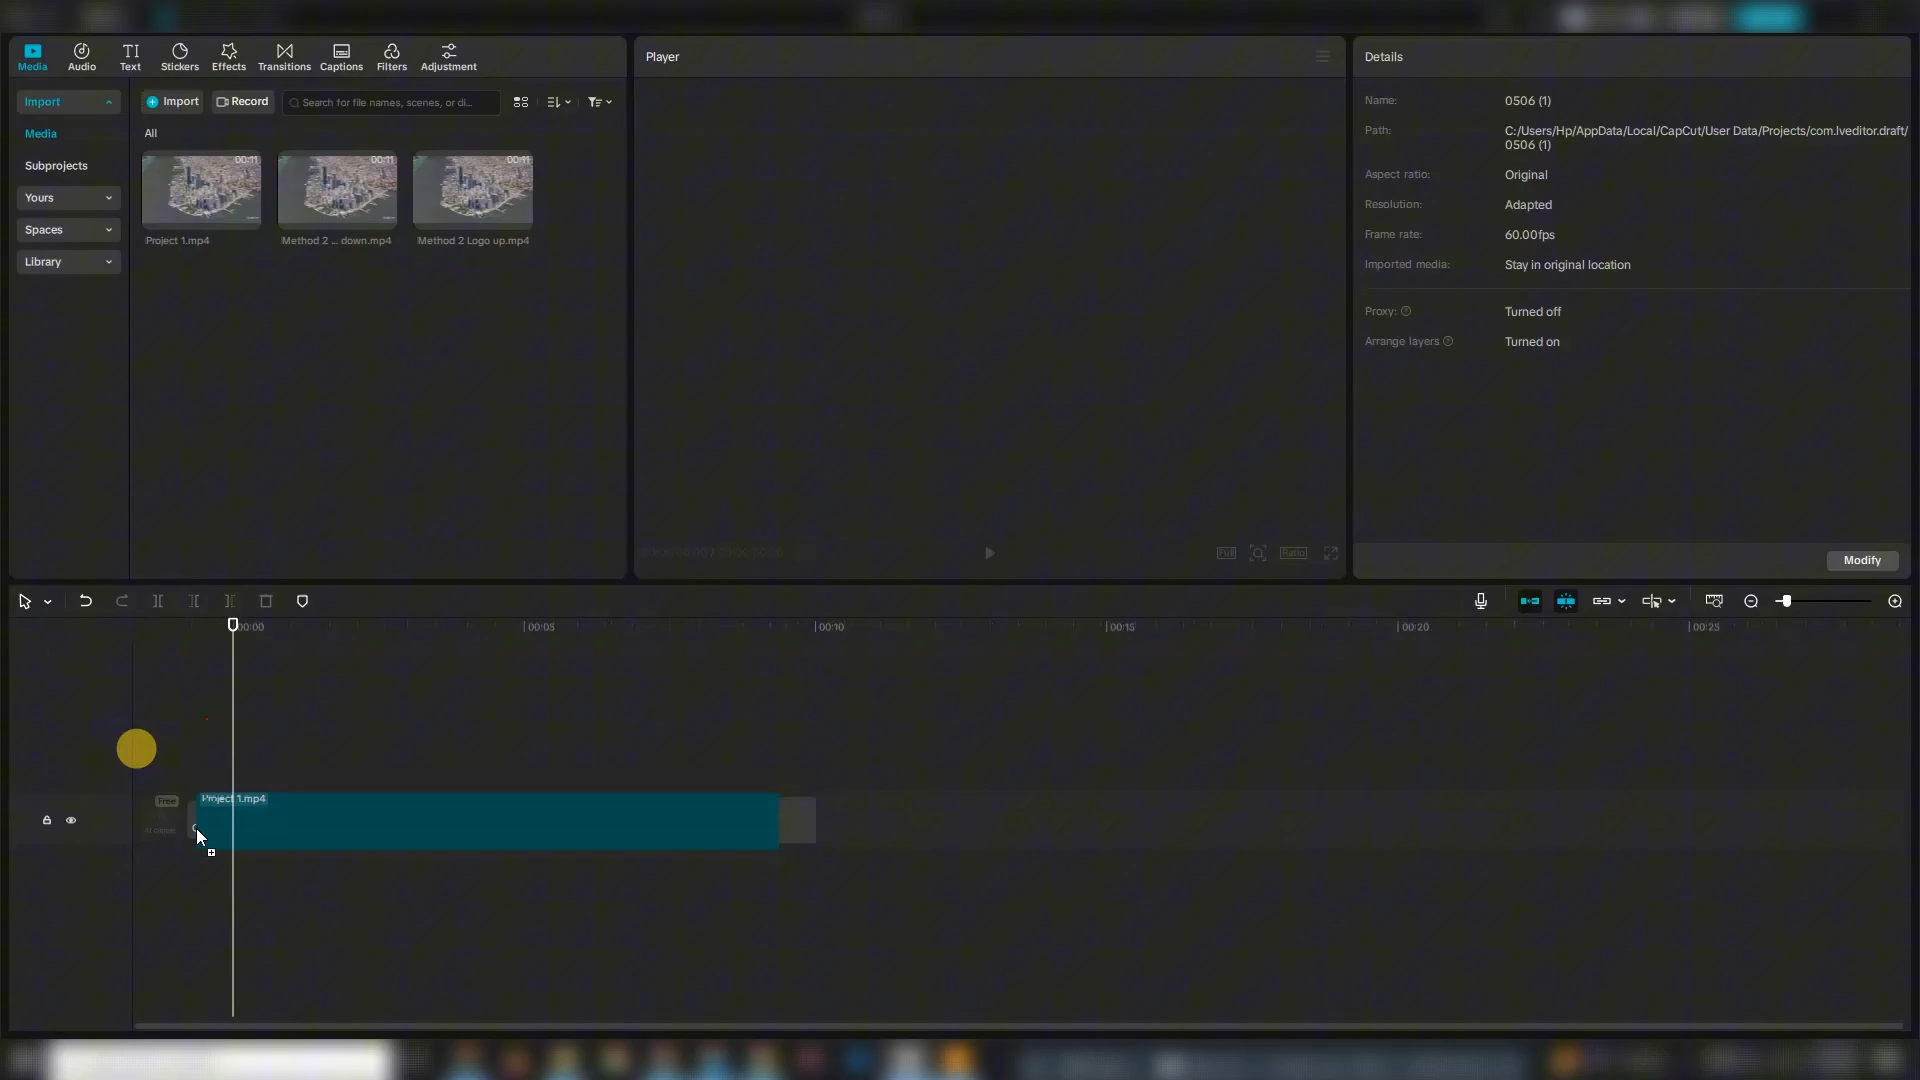 Media
Audio
Text
Stickers
Effects
Transitions
Captions
Filters
Adjustment
Player
Details
Import
Media
Subprojects
Yours
Spaces
Library
Import
Record
Search for file names, scenes, or di...
All
00:11
00:11
00:11
Project 1.mp4
Method 2 ... down.mp4
Method 2 Logo up.mp4
Full
Ratio
Name:
0506 (1)
Path:
C:/Users/Hp/AppData/Local/CapCut/User Data/Projects/com.lveditor.draft/
0506 (1)
Aspect ratio:
Original
Resolution:
Adapted
Frame rate:
60.00fps
Imported media:
Stay in original location
Proxy:
Turned off
Arrange layers
Turned on
Modify
00:00
00:05
00:10
00:15
00:20
00:25
Free
Project 1.mp4